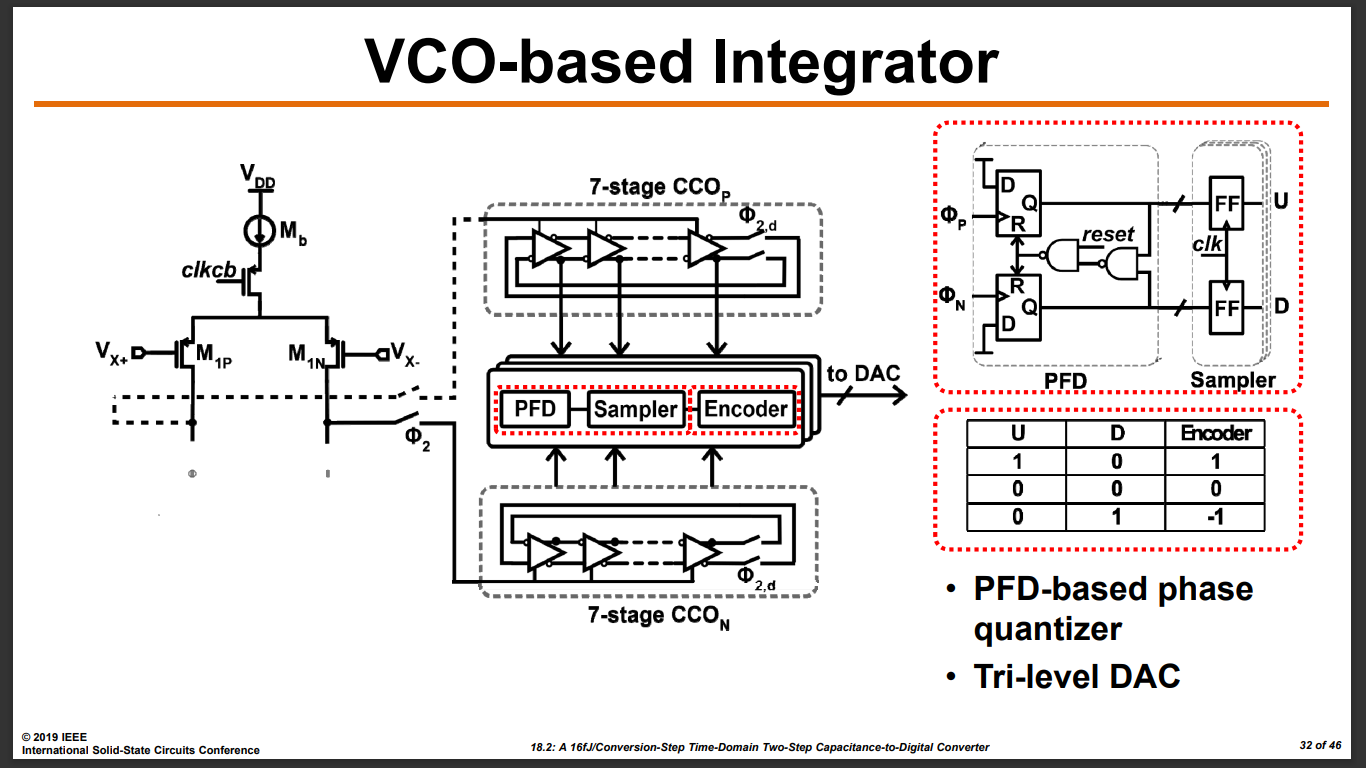 VCO-based Integrator
VDD
Mb
clkcb
VX+
M1P
M1N
VX-
Φ2
7-stage CCOP
Φ2,d
PFD
Sampler
Encoder
to DAC
Φ2,d
7-stage CCON
ΦP
D
Q
R
reset
clk
FF
U
ΦN
R
Q
D
FF
D
PFD
Sampler
U D Encoder
1 0 1
0 0 0
0 1 -1
• PFD-based phase
quantizer
• Tri-level DAC
© 2019 IEEE
International Solid-State Circuits Conference
18.2: A 16fJ/Conversion-Step Time-Domain Two-Step Capacitance-to-Digital Converter
32 of 46